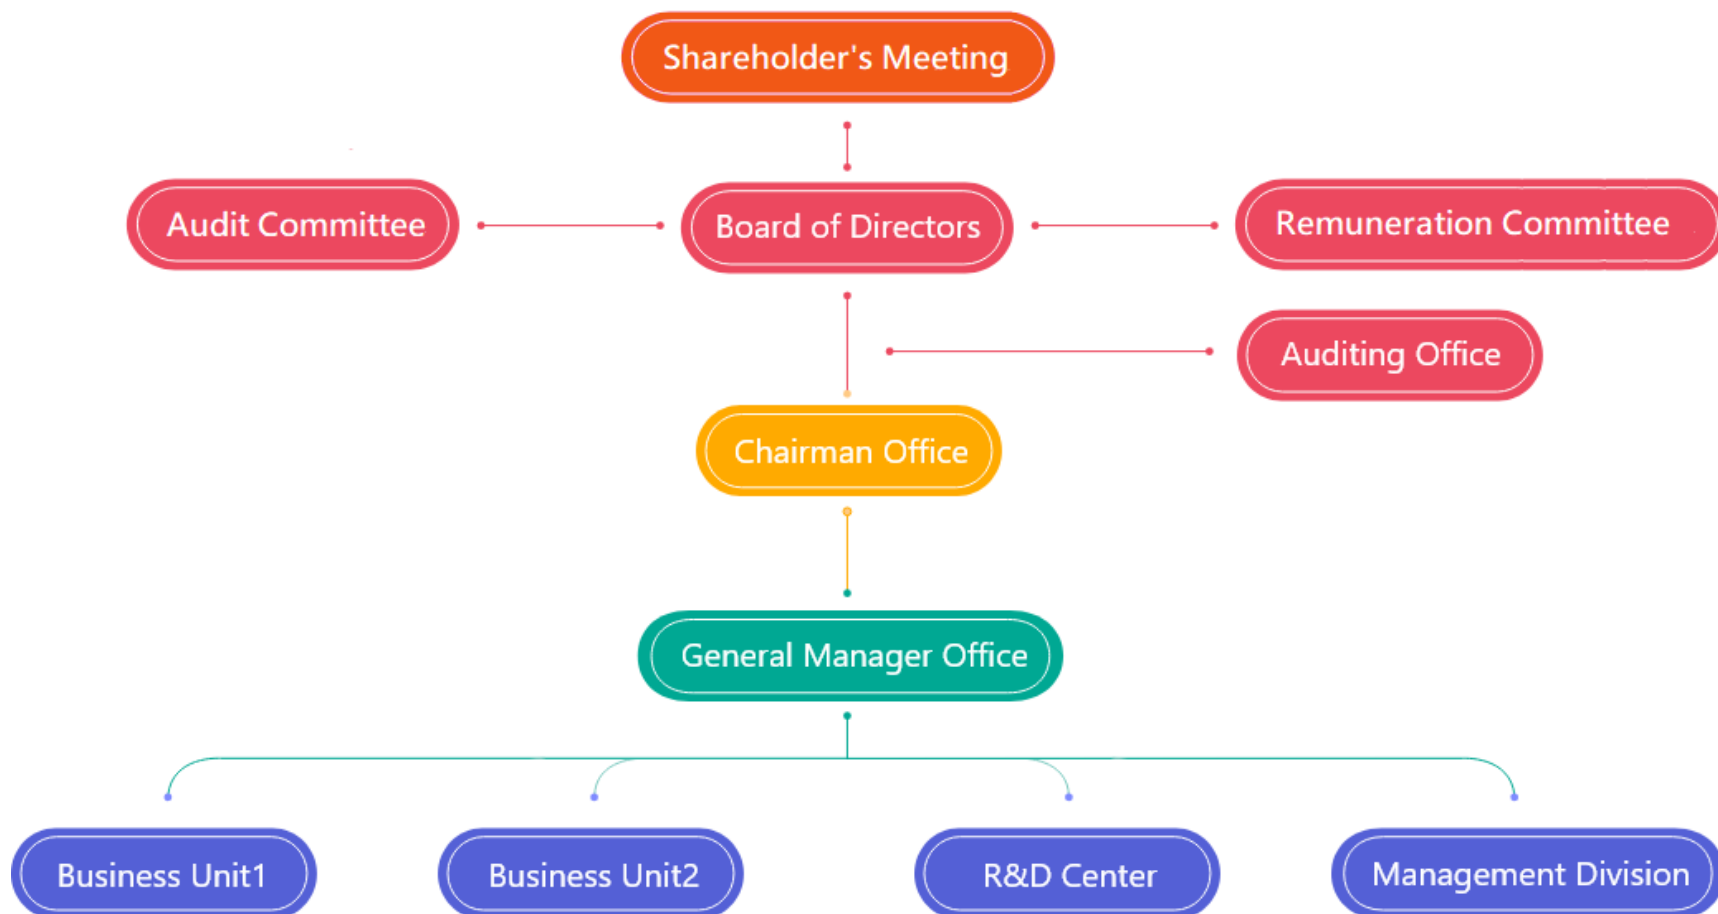 Shareholder's Meeting
Audit Committee
Board of Directors
Remuneration Committee
Auditing Office
Chairman Office
General Manager Office
Business Unit1
Business Unit2
R&D Center
Management Division